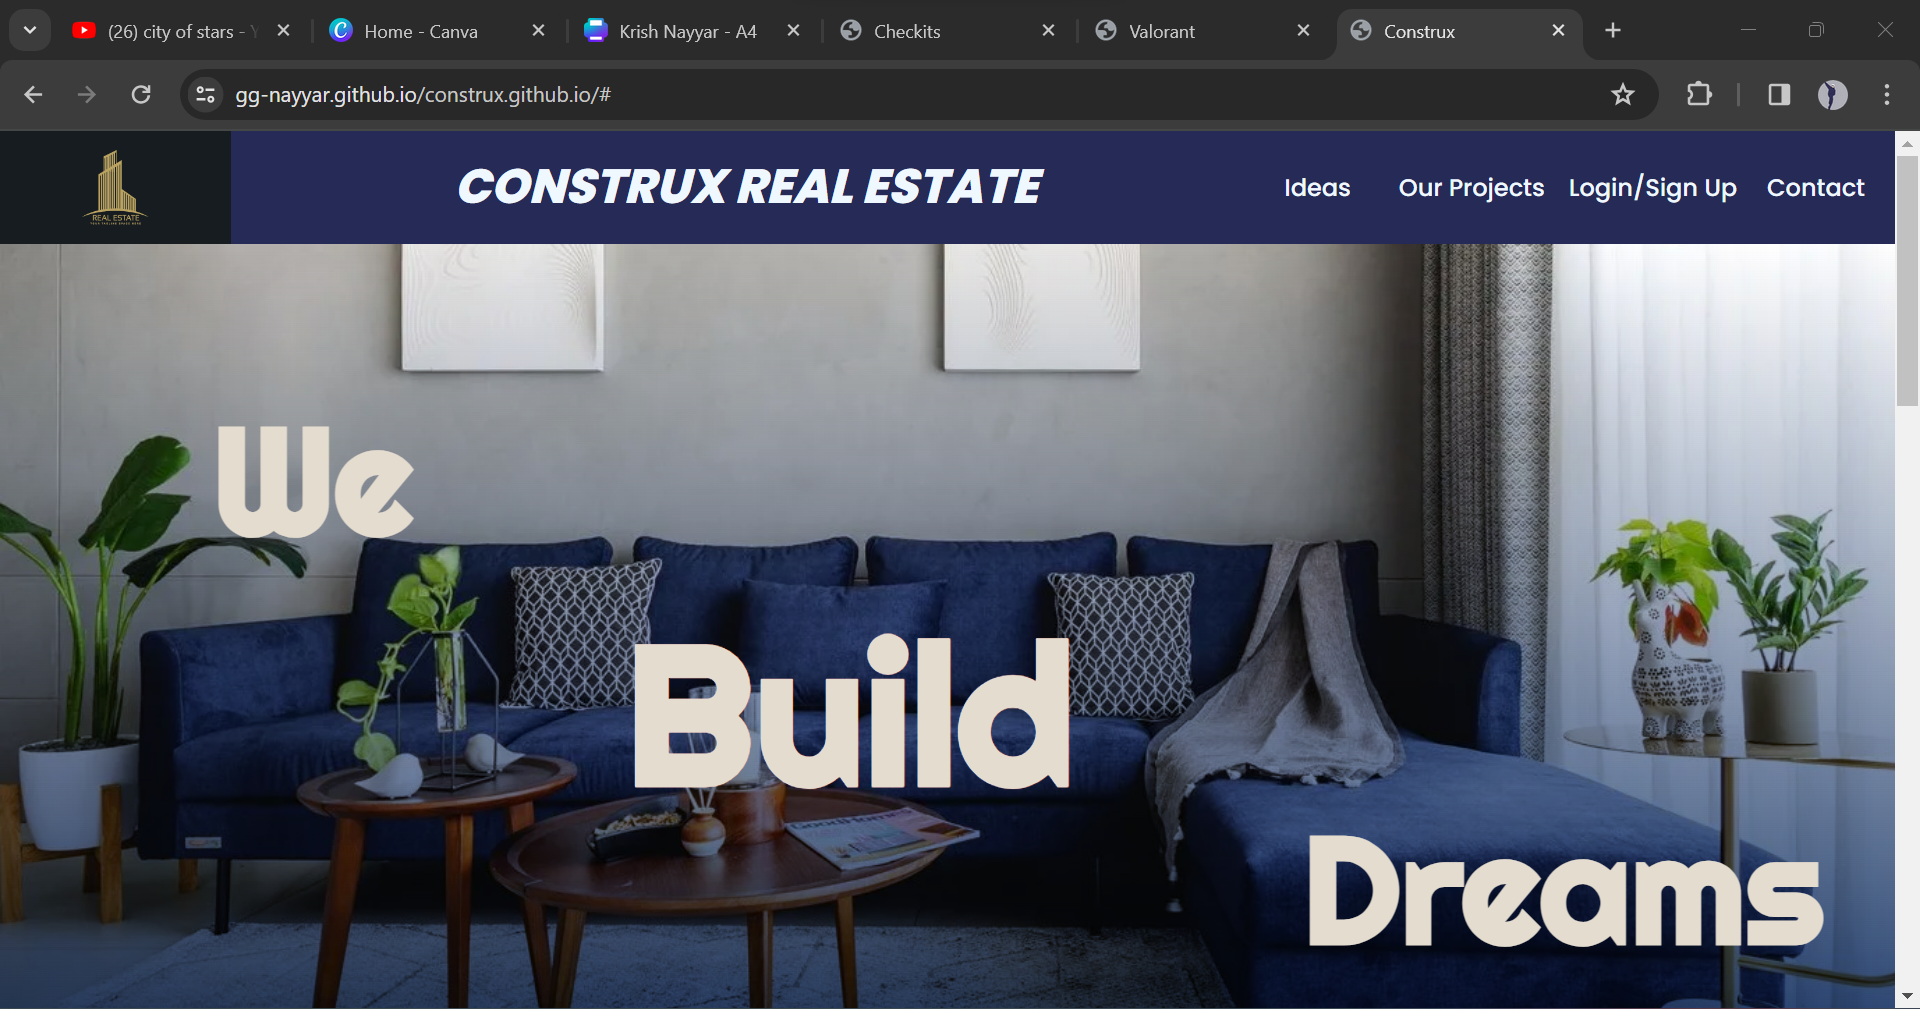 (26) city of stars - Y
Home - Canva
Krish Nayyar - A4
Checkits
Valorant
Construx
gg-nayyar.github.io/construx.github.io/#
REAL ESTATE
CONSTRUX REAL ESTATE
Ideas
Our Projects
Login/Sign Up
Contact
We
Build
Dreams